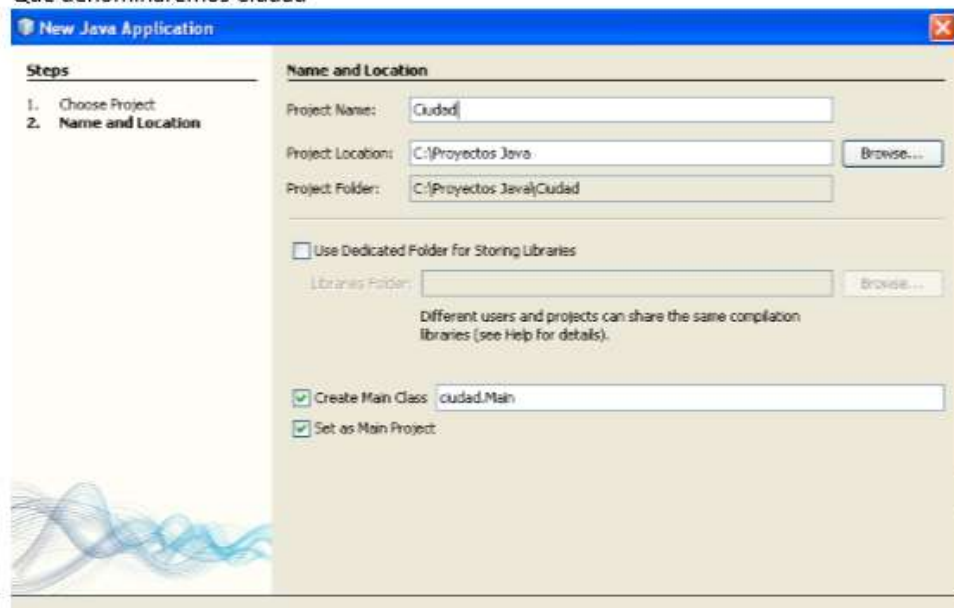 Que denominaremos Ciudad
New Java Application
Steps
1. Choose Project
2. Name and Location
Name and Location
Project Name: Ciudad
Project Location: C:\Proyectos Java Browse...
Project Folder: C:\Proyectos Java\Ciudad
Use Dedicated Folder for Storing Libraries
Libraries Folder: Browse...
Different users and projects can share the same compilation
libraries (see Help for details).
Create Main Class ciudad.Main
Set as Main Project